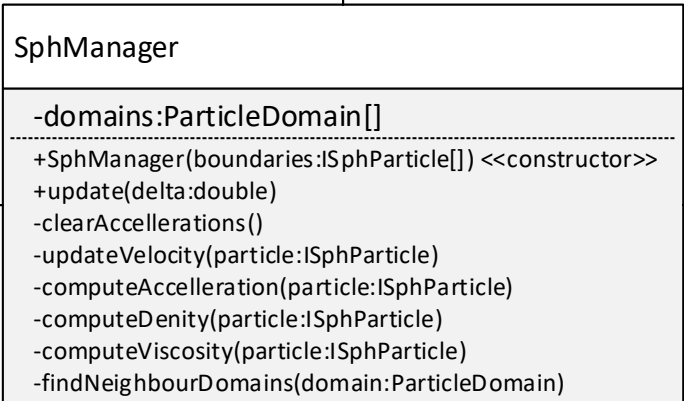 SphManager
-domains:ParticleDomain[]
+SphManager(boundaries:ISphParticle[]) <<constructor>>
+update(delta:double)
-clearAccellerations()
-updateVelocity(particle:ISphParticle)
-computeAccelleration(particle:ISphParticle)
-computeDenity(particle:ISphParticle)
-computeViscosity(particle:ISphParticle)
-findNeighbourDomains(domain:ParticleDomain)